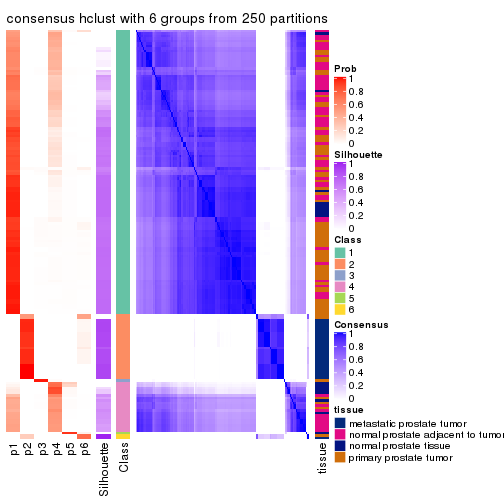 consensus hclust with 6 groups from 250 partitions
Prob
1
0.8
0.6
0.4
0.2
0
Silhouette
1
0.8
0.6
0.4
0.2
0
Class
1
2
3
4
5
6
Consensus
1
0.8
0.6
0.4
0.2
0
tissue
metastatic prostate tumor
normal prostate adjacent to tumor
normal prostate tissue
primary prostate tumor
p1
p2
p3
p4
p5
p6
Silhouette
Class
tissue